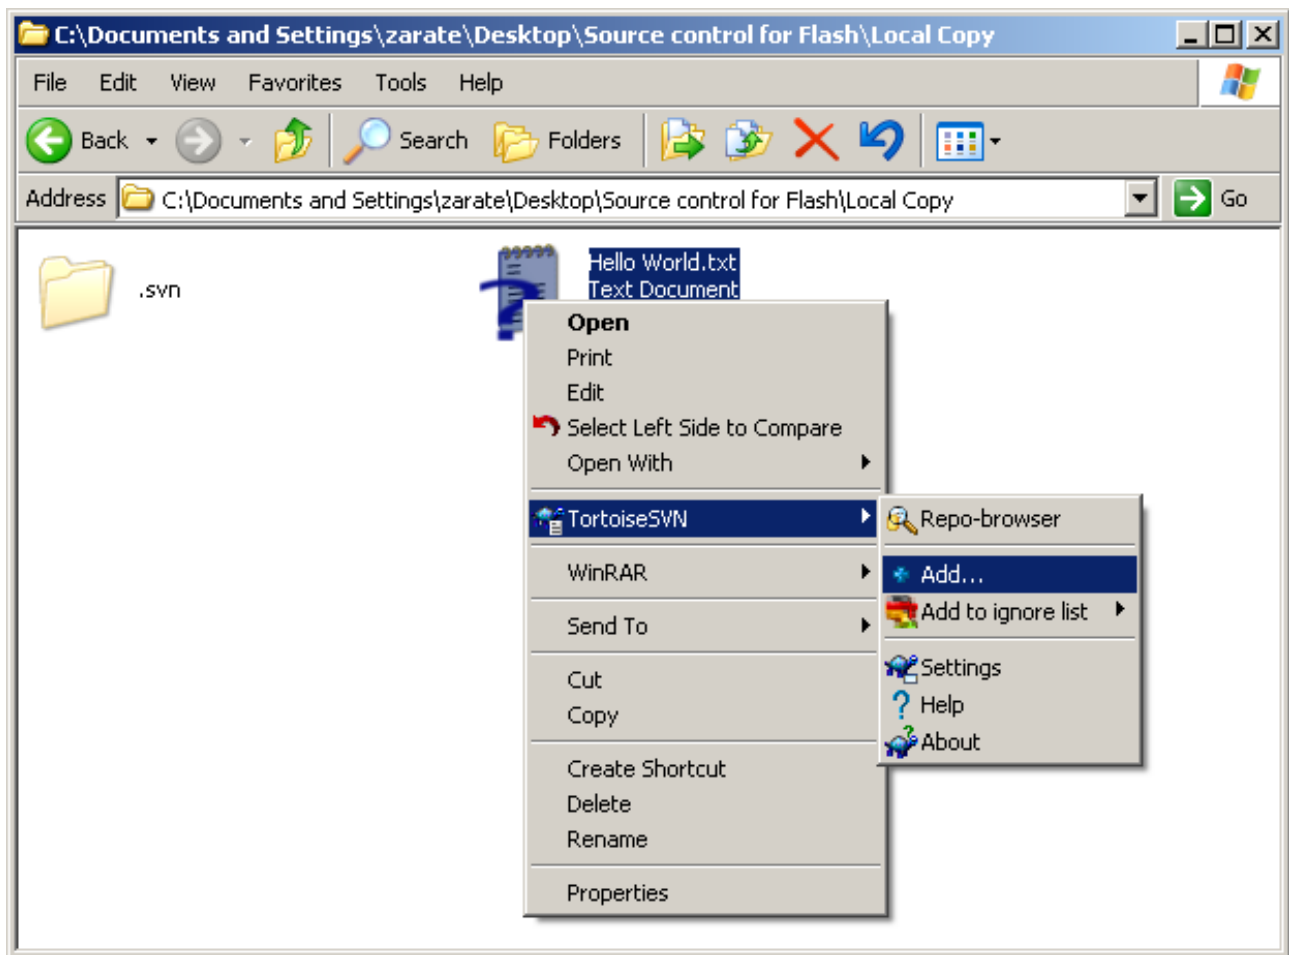 C:\Documents and Settings\zarate\Desktop\Source control for Flash\Local Copy
File Edit View Favorites Tools Help
Back Search Folders
Address C:\Documents and Settings\zarate\Desktop\Source control for Flash\Local Copy Go
.svn
Hello World.txt
Text Document
Open
Print
Edit
Select Left Side to Compare
Open With
TortoiseSVN
WinRAR
Send To
Cut
Copy
Create Shortcut
Delete
Rename
Properties
Repo-browser
Add...
Add to ignore list
Settings
Help
About